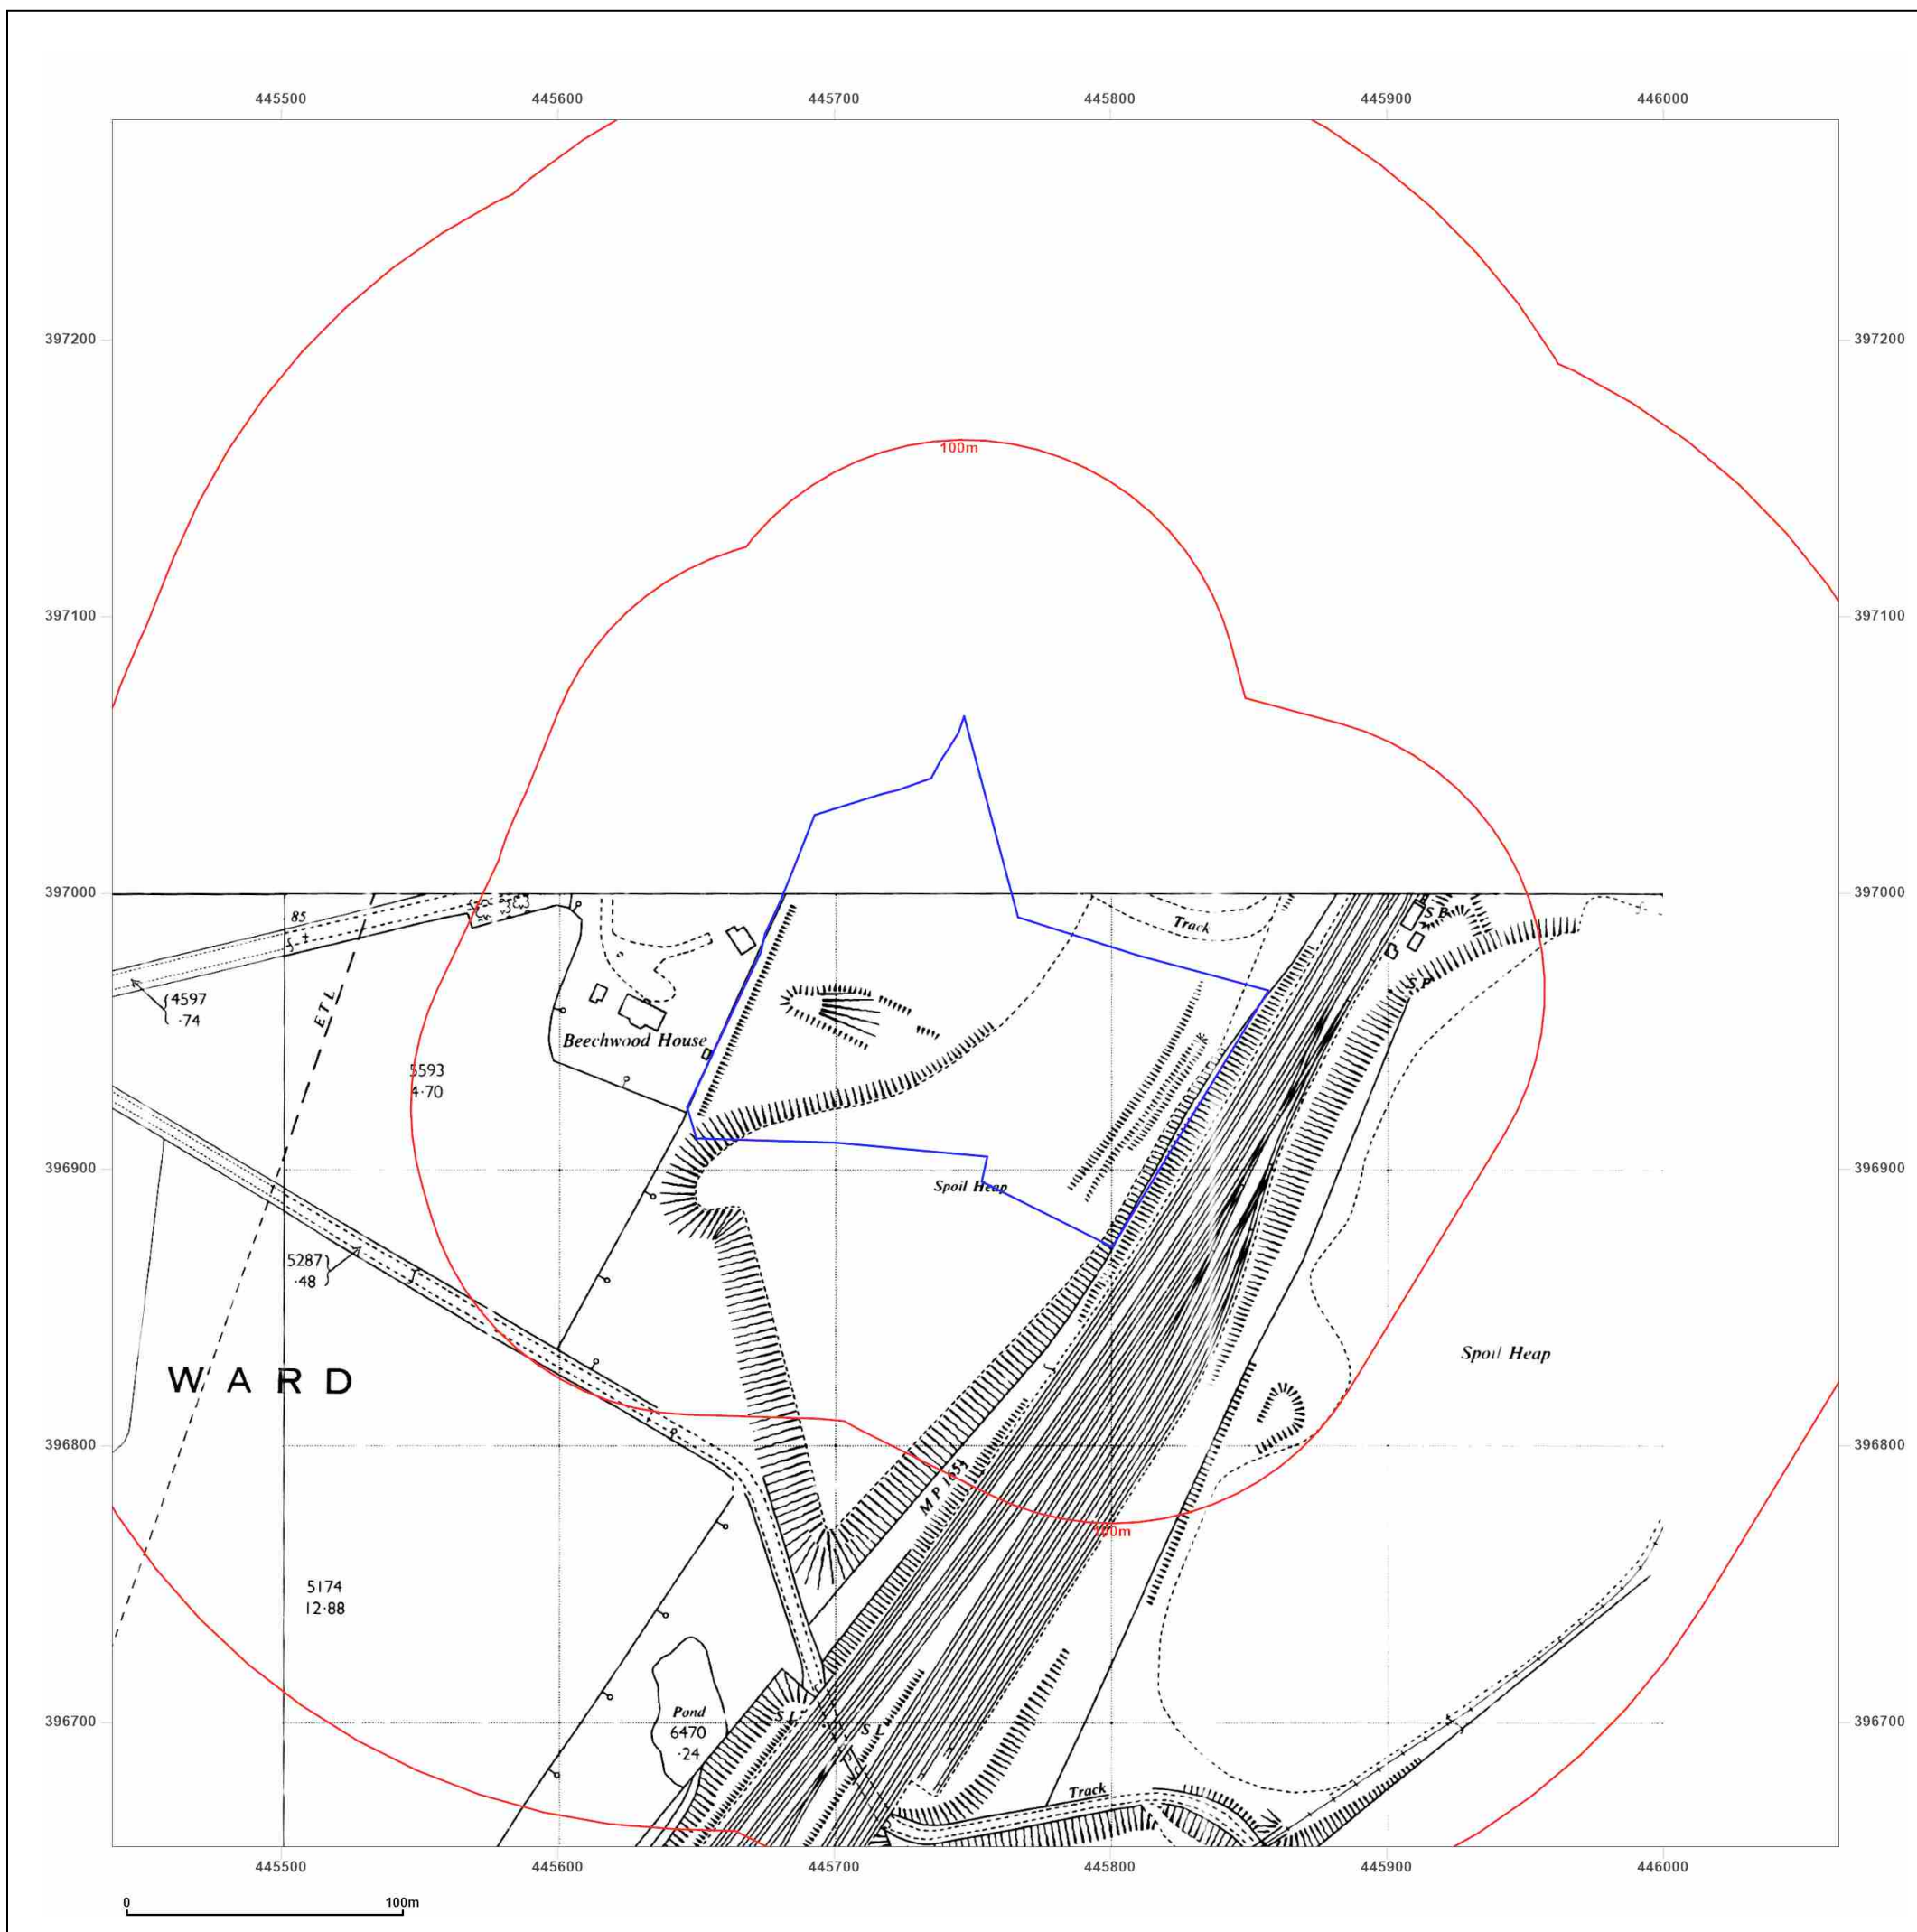 445500 445600 445700 445800 445900 446000
397200 397200
100m
397100 397100
397000 397000
85
Track
S B
4597
·74
E T L
S P
Beechwood House
5593
4·70
396900 396900
Spoil Heap
5287
·48
Spoil Heap
WARD
396800 396800
M P
100m
5174
12·88
Pond
S L
396700 396700
S L
6470
·24
Track
445500 445600 445700 445800 445900 446000
0 100m